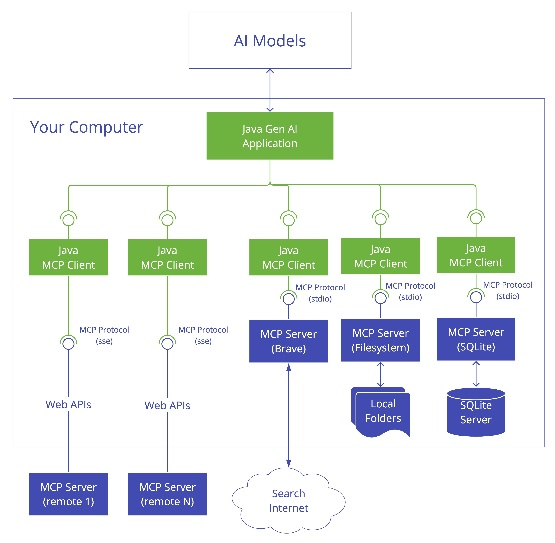 AI Models
Your Computer
Java Gen AI
Application
Java
MCP Client
Java
MCP Client
Java
MCP Client
Java
MCP Client
Java
MCP Client
MCP Protocol
(sse)
MCP Protocol
(sse)
MCP Protocol
(stdio)
MCP Protocol
(stdio)
MCP Protocol
(stdio)
MCP Server
(Brave)
MCP Server
(Filesystem)
MCP Server
(SQLite)
Web APIs
Web APIs
Local
Folders
SQLite
Server
MCP Server
(remote 1)
MCP Server
(remote N)
Search
Internet